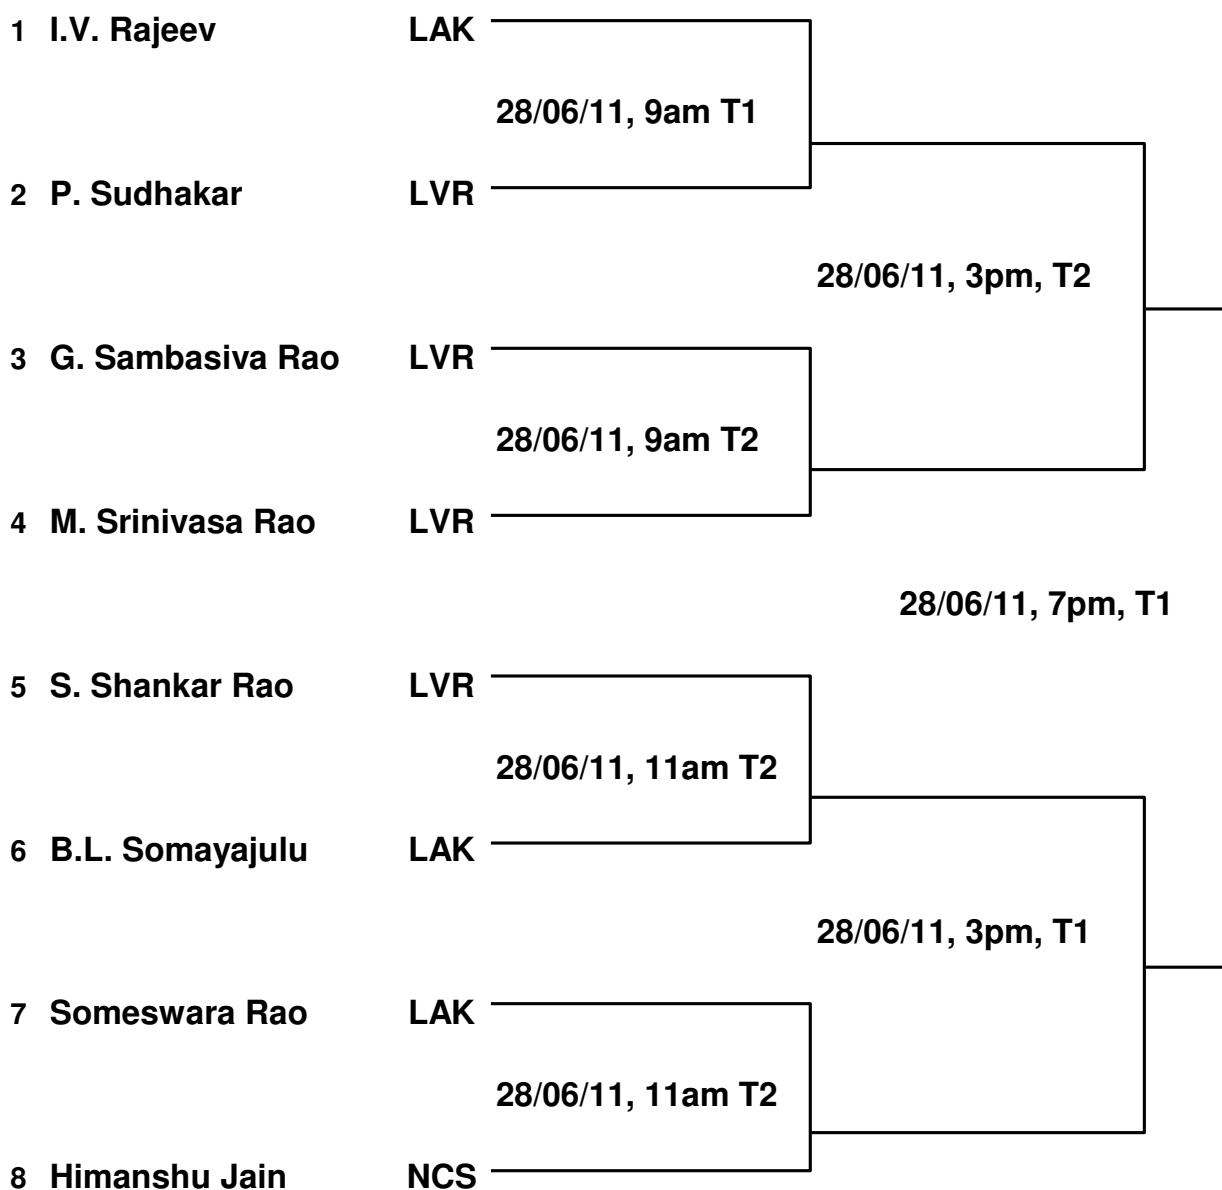 1 I.V. Rajeev LAK
28/06/11, 9am T1
2 P. Sudhakar LVR
28/06/11, 3pm, T2
3 G. Sambasiva Rao LVR
28/06/11, 9am T2
4 M. Srinivasa Rao LVR
28/06/11, 7pm, T1
5 S. Shankar Rao LVR
28/06/11, 11am T2
6 B.L. Somayajulu LAK
28/06/11, 3pm, T1
7 Someswara Rao LAK
28/06/11, 11am T2
8 Himanshu Jain NCS